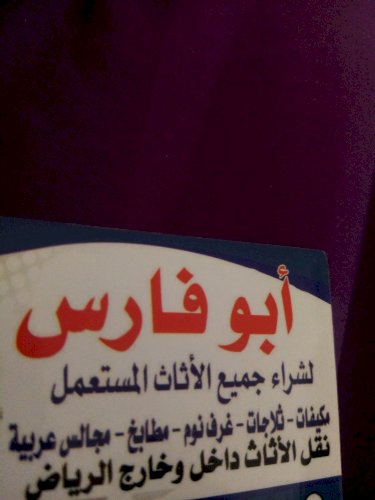 أبو فارس
لشراء جميع الأثاث المستعمل
مكيفات - ثلاجات - غرف نوم - مطابخ - مجالس عربية
نقل الأثاث داخل وخارج الرياض